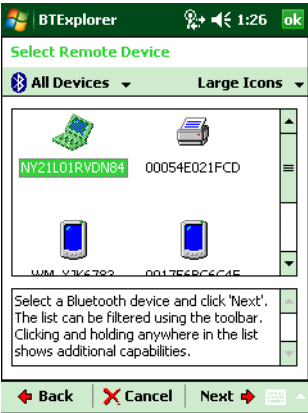 BTExplorer 1:26 ok
Select Remote Device
All Devices Large Icons
NY21L01RVDN84 00054E021FCD
Select a Bluetooth device and click 'Next'.
The list can be filtered using the toolbar.
Clicking and holding anywhere in the list
shows additional capabilities.
Back Cancel Next